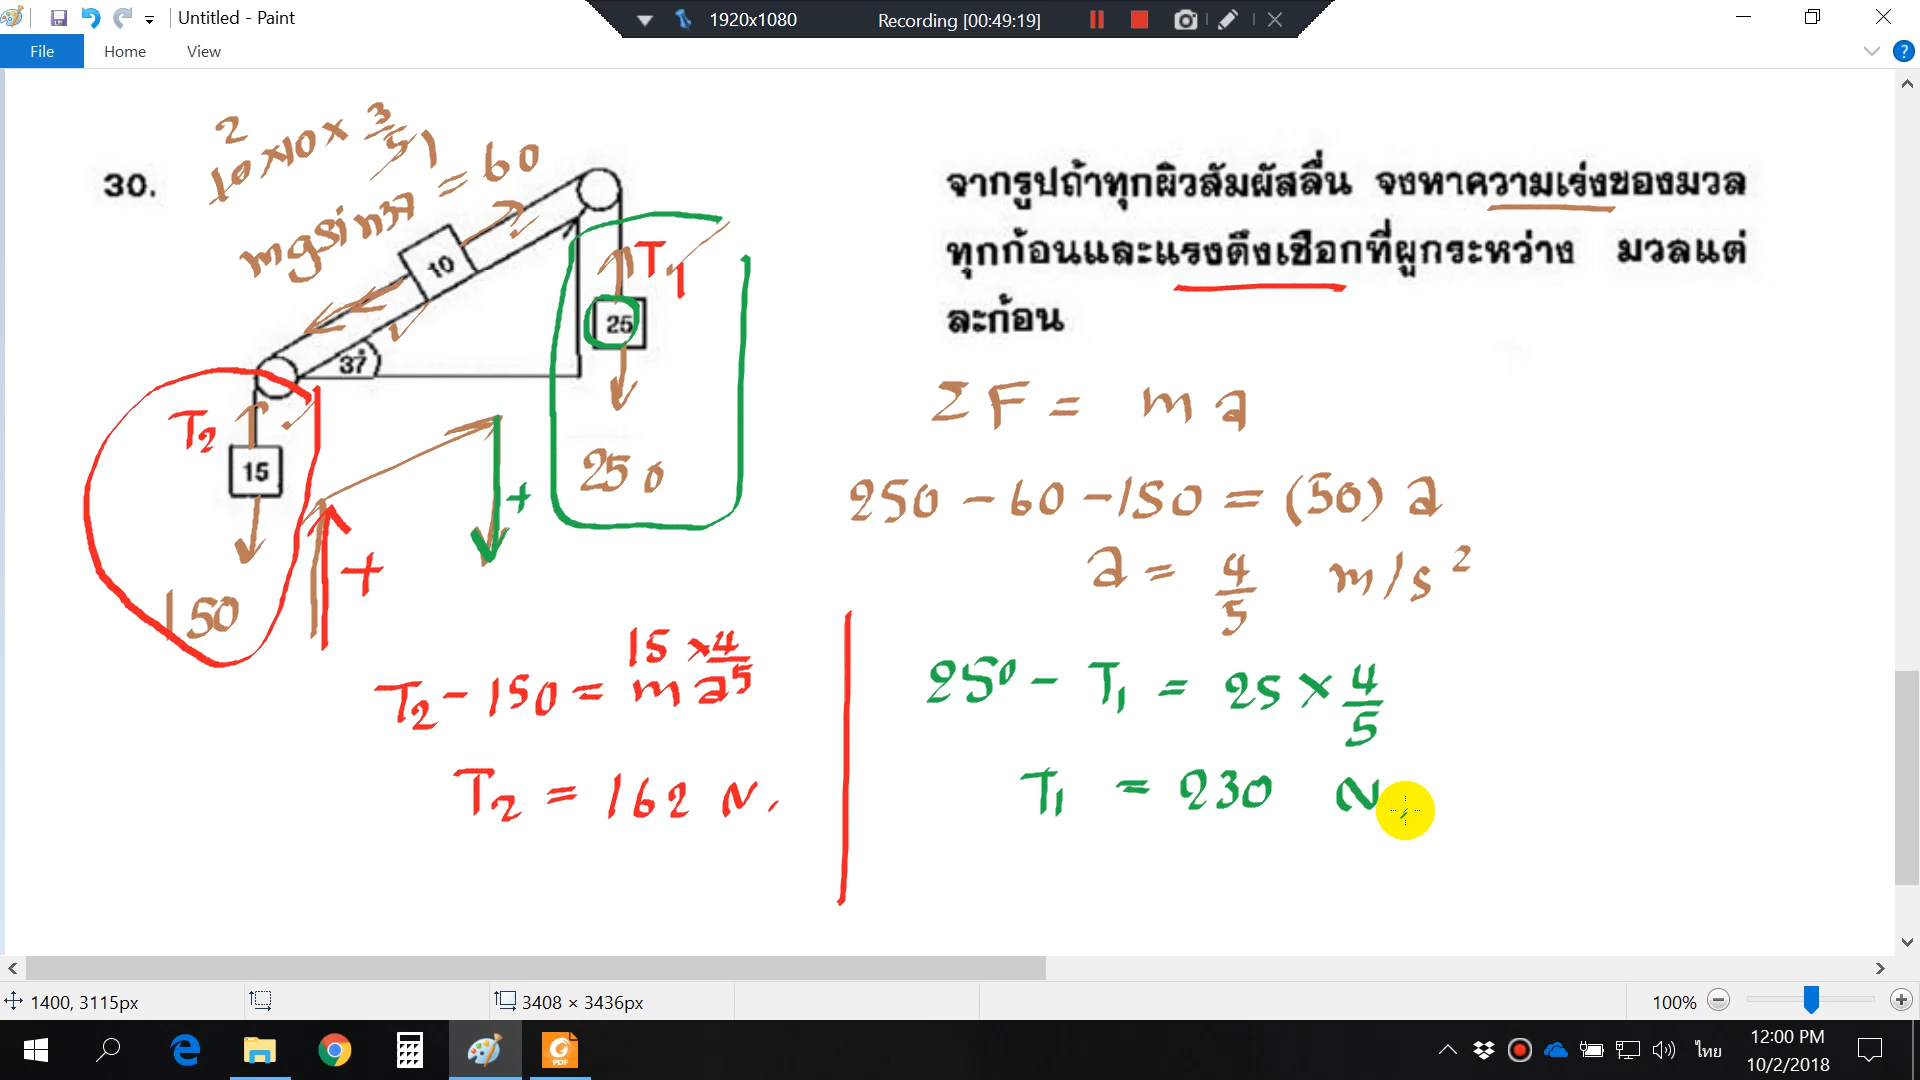 Untitled - Paint
1920x1080
Recording [00:49:19]
File
Home
View
30.
2
10 x 10 x 3/5 1
mg sin 37 = 60
10
37°
T1
25
250
T2
15
150
+
+
จากรูปถ้าทุกผิวสัมผัสลื่น จงหาความเร่งของมวล
ทุกก้อนและแรงดึงเชือกที่ผูกระหว่าง มวลแต่
ละก้อน
ΣF = ma
250 - 60 - 150 = (50) a
a = 4/5 m/s²
15 x 4/5
T2 - 150 = ma
T2 = 162 N.
250 - T1 = 25 x 4/5
T1 = 230 N.
1400, 3115px
3408 × 3436px
100%
PDF
ไทย
12:00 PM
10/2/2018